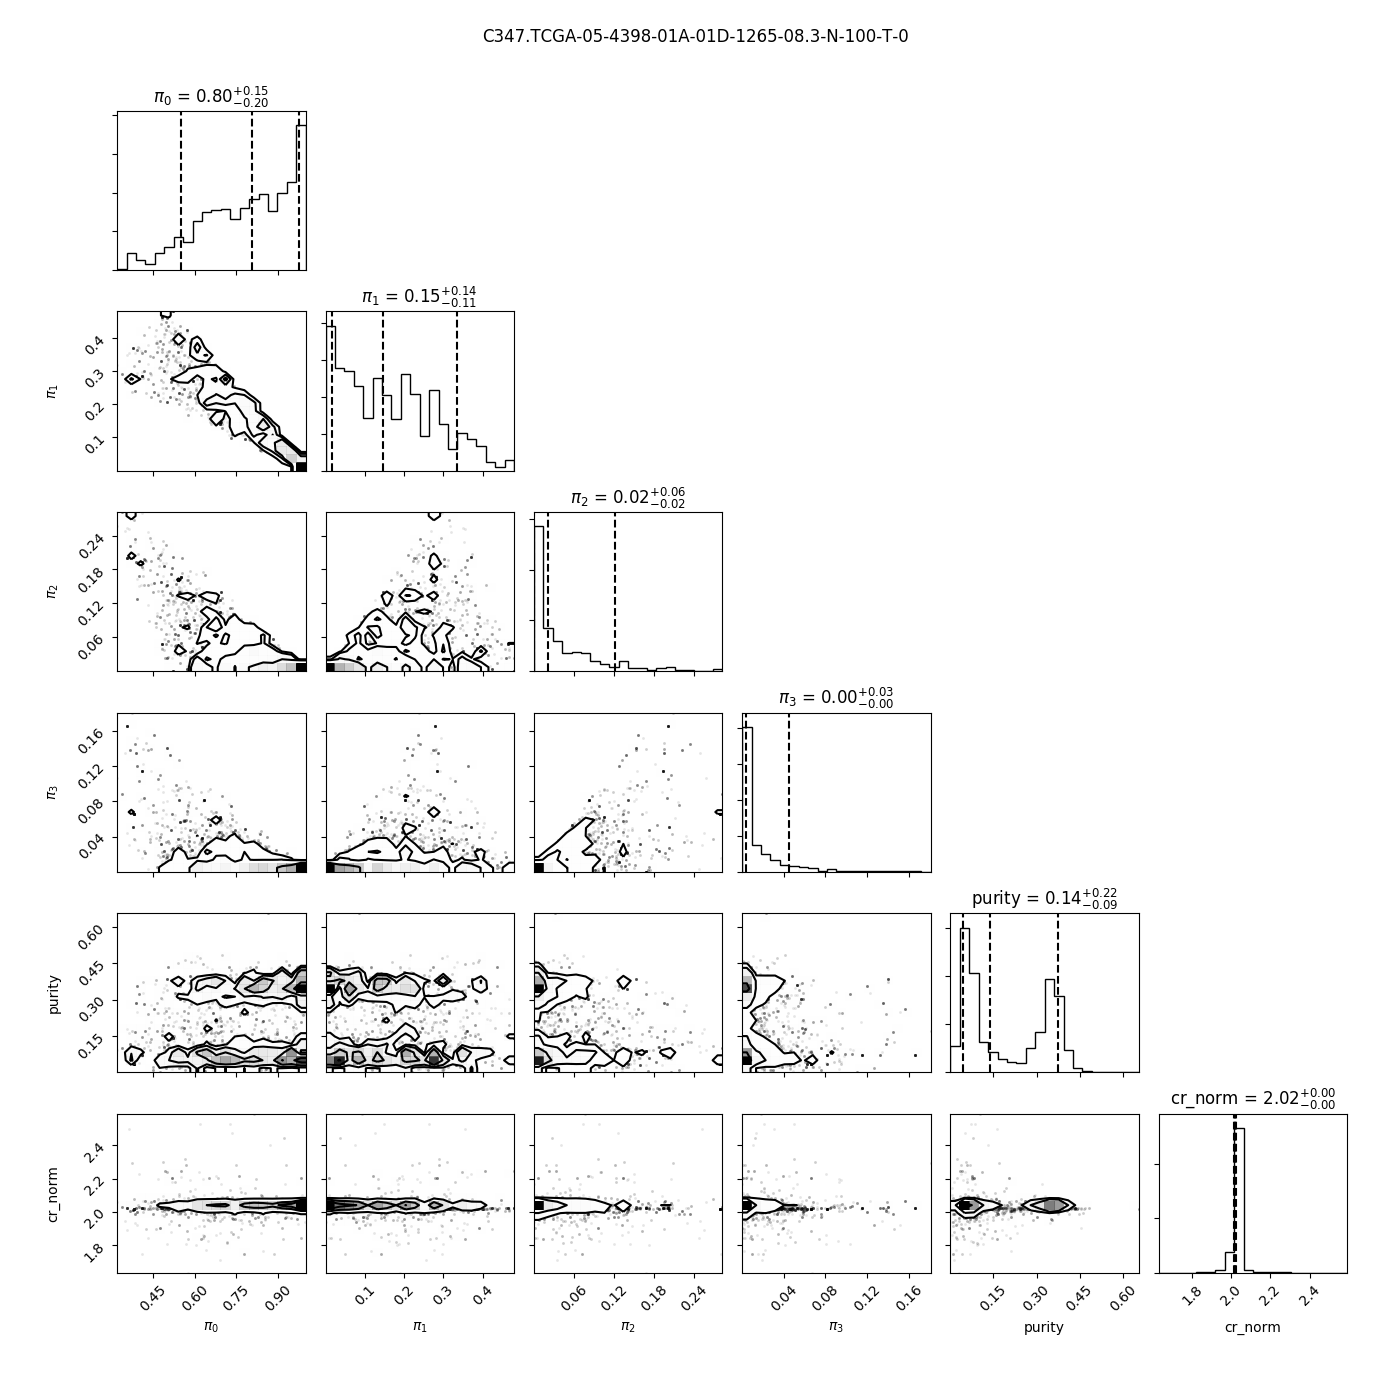 C347.TCGA-05-4398-01A-01D-1265-08.3-N-100-T-0
π₀ = 0.80 +0.15 −0.20
π₁ = 0.15 +0.14 −0.11
0.4
0.3
0.2
0.1
π₁
π₂ = 0.02 +0.06 −0.02
0.24
0.18
0.12
0.06
π₂
π₃ = 0.00 +0.03 −0.00
0.16
0.12
0.08
0.04
π₃
purity = 0.14 +0.22 −0.09
0.60
0.45
0.30
0.15
purity
cr_norm = 2.02 +0.00 −0.00
2.4
2.2
2.0
1.8
cr_norm
0.45 0.60 0.75 0.90
0.1 0.2 0.3 0.4
0.06 0.12 0.18 0.24
0.04 0.08 0.12 0.16
0.15 0.30 0.45 0.60
1.8 2.0 2.2 2.4
π₀ π₁ π₂ π₃ purity cr_norm